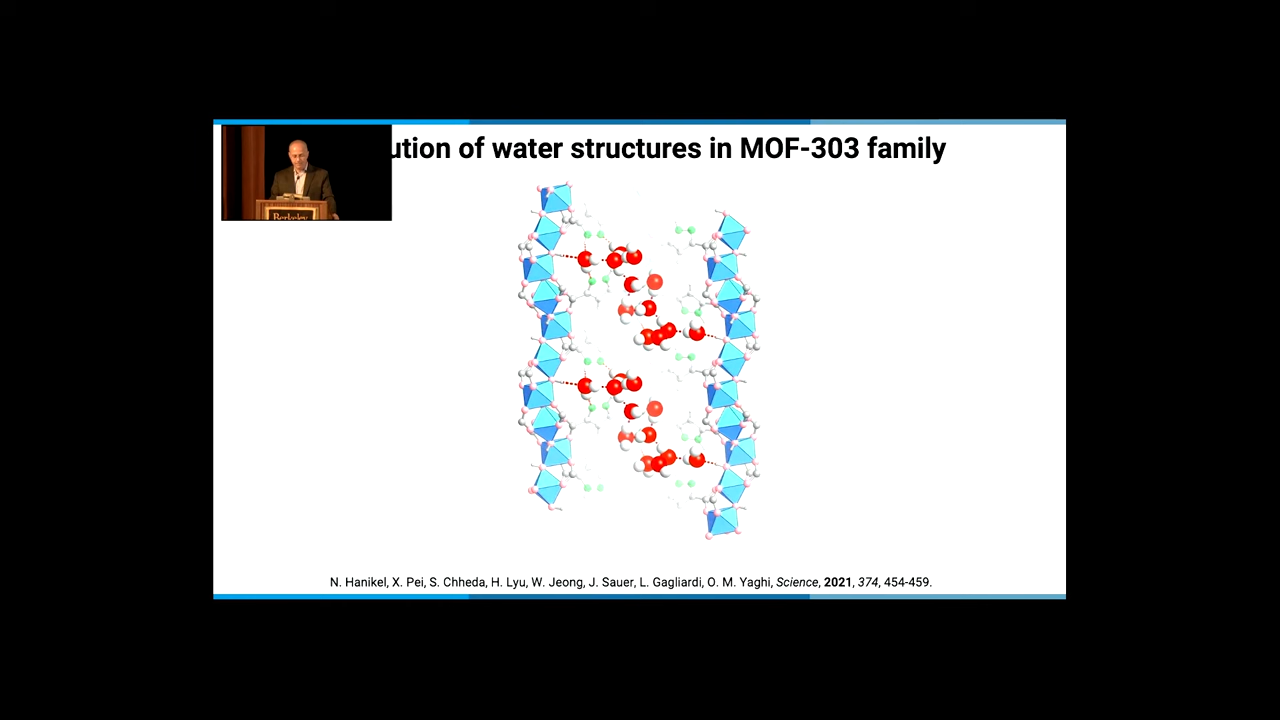 ution of water structures in MOF-303 family
Berkeley
N. Hanikel, X. Pei, S. Chheda, H. Lyu, W. Jeong, J. Sauer, L. Gagliardi, O. M. Yaghi, Science, 2021, 374, 454-459.